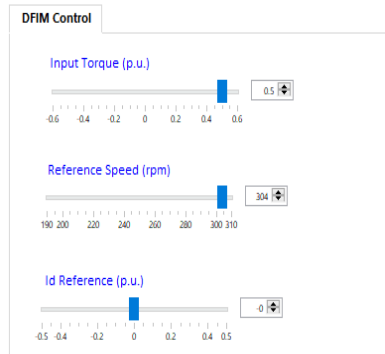 DFIM Control
Input Torque (p.u.)
0.5
-0.6 -0.4 -0.2 0 0.2 0.4 0.6
Reference Speed (rpm)
304
190 200 220 240 260 280 300 310
Id Reference (p.u.)
-0
-0.5 -0.4 -0.2 0 0.2 0.4 0.5